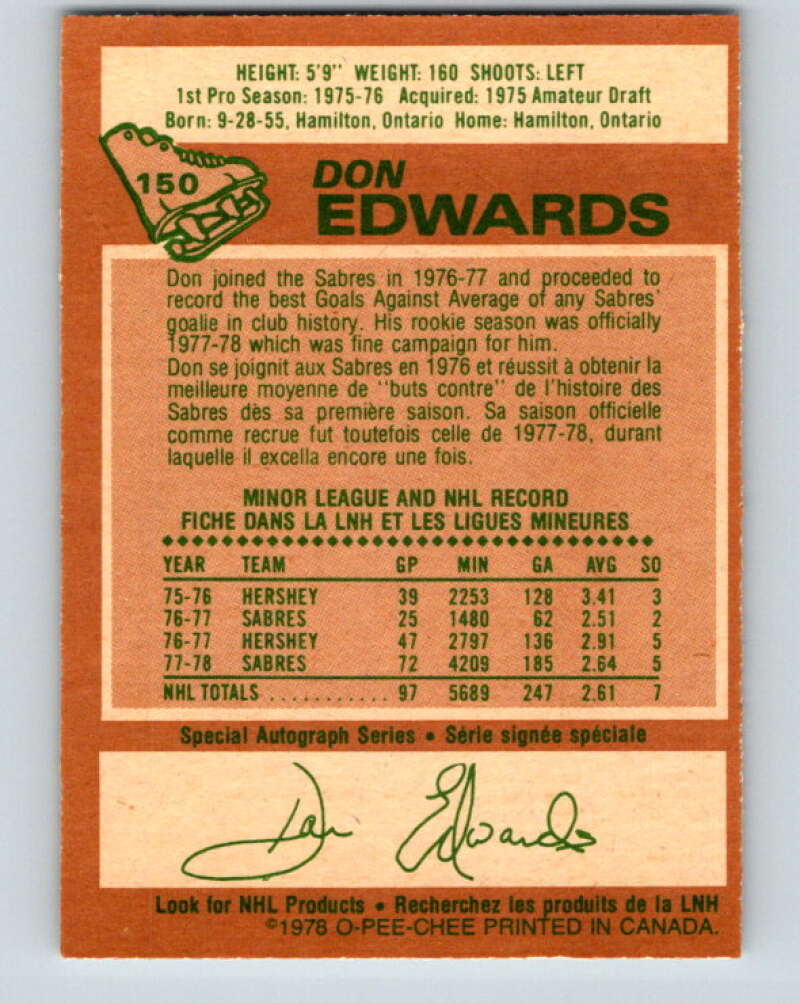 HEIGHT: 5'9" WEIGHT: 160 SHOOTS: LEFT
1st Pro Season: 1975-76 Acquired: 1975 Amateur Draft
Born: 9-28-55, Hamilton, Ontario Home: Hamilton, Ontario
150
DON
EDWARDS
Don joined the Sabres in 1976-77 and proceeded to
record the best Goals Against Average of any Sabres'
goalie in club history. His rookie season was officially
1977-78 which was fine campaign for him.
Don se joignit aux Sabres en 1976 et réussit à obtenir la
meilleure moyenne de "buts contre" de l'histoire des
Sabres dès sa première saison. Sa saison officielle
comme recrue fut toutefois celle de 1977-78, durant
laquelle il excella encore une fois.
MINOR LEAGUE AND NHL RECORD
FICHE DANS LA LNH ET LES LIGUES MINEURES
YEAR TEAM GP MIN GA AVG SO
75-76 HERSHEY 39 2253 128 3.41 3
76-77 SABRES 25 1480 62 2.51 2
76-77 HERSHEY 47 2797 136 2.91 5
77-78 SABRES 72 4209 185 2.64 5
NHL TOTALS ........... 97 5689 247 2.61 7
Special Autograph Series • Série signée spéciale
Don Edwards
Look for NHL Products • Recherchez les produits de la LNH
©1978 O-PEE-CHEE PRINTED IN CANADA.